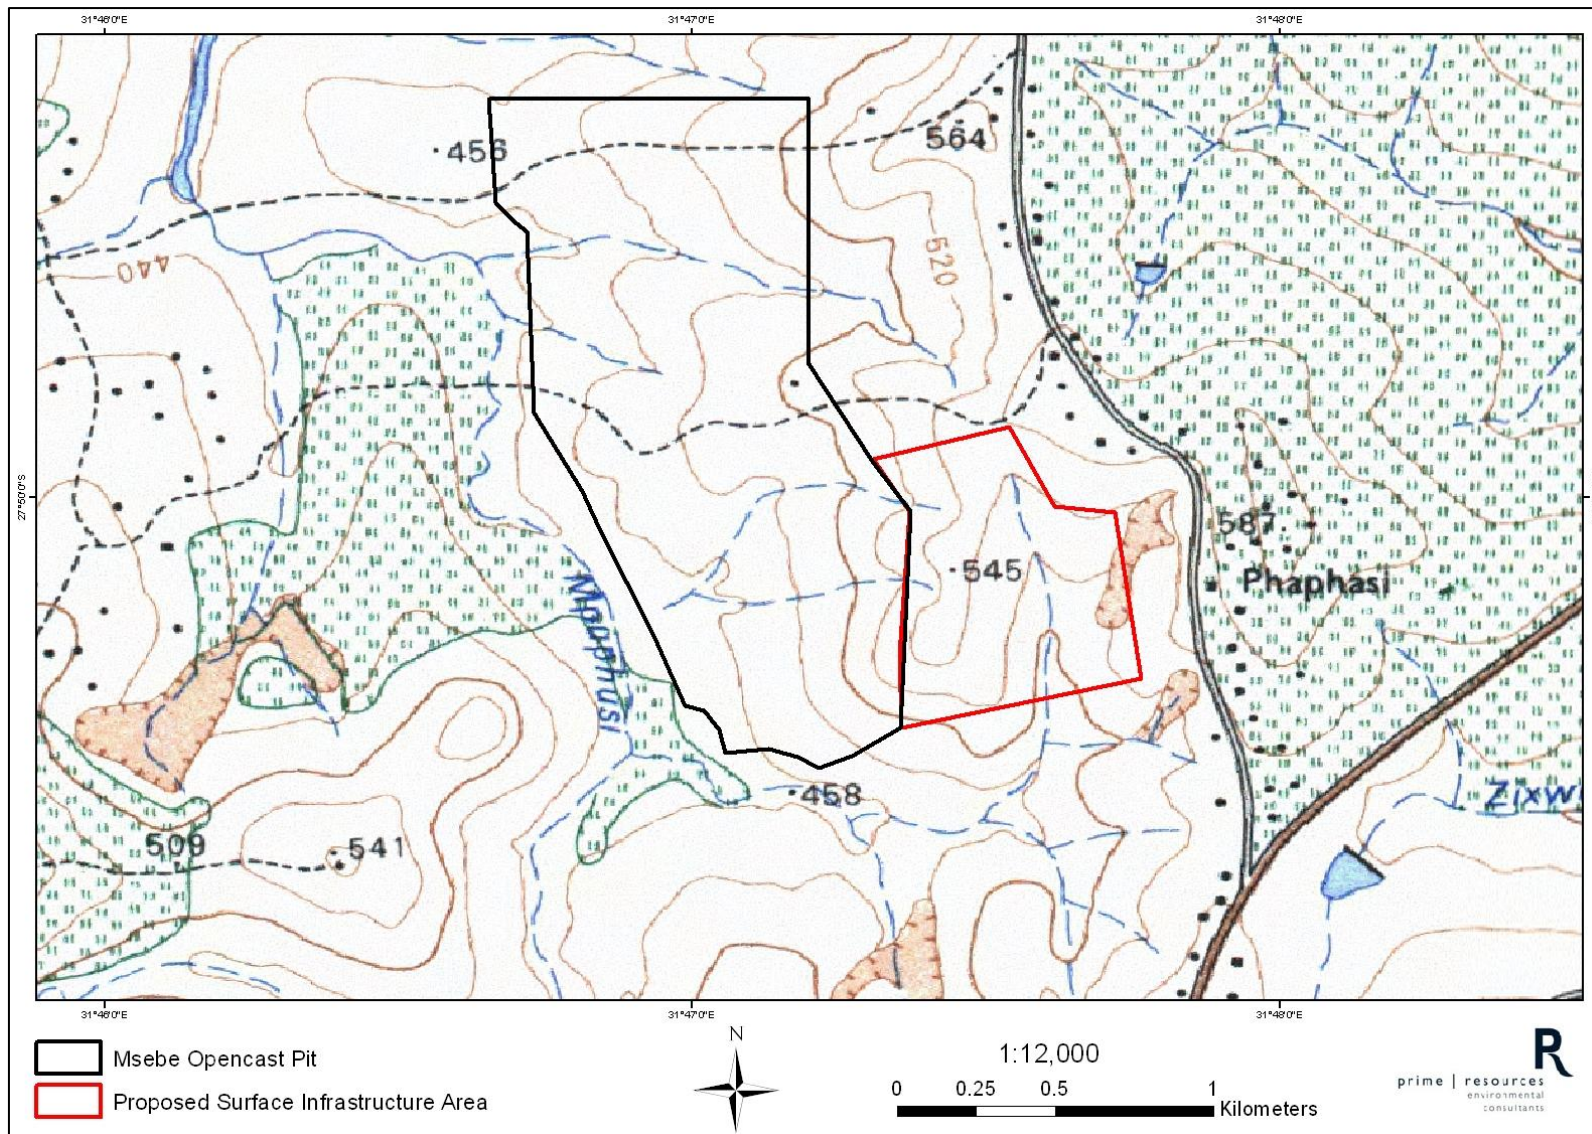 31°46'0"E 31°47'0"E 31°48'0"E
456
564
440
520
27°50'0"S
587
545
Phaphasi
Mpophusi
458
Zixw
509
541
31°46'0"E 31°47'0"E 31°48'0"E
Msebe Opencast Pit
Proposed Surface Infrastructure Area
N
1:12,000
0 0.25 0.5 1
Kilometers
R
prime | resources
environmental
consultants